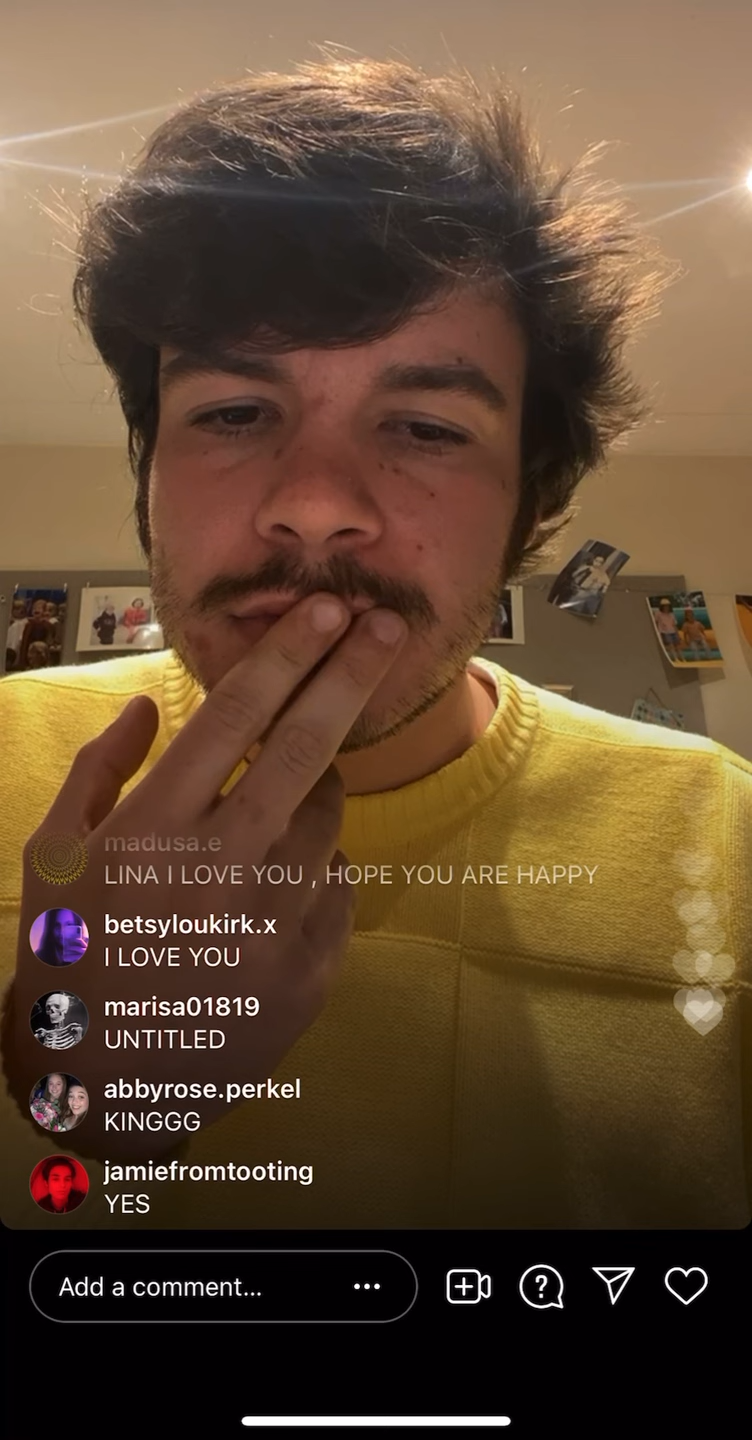 madusa.e
LINA I LOVE YOU , HOPE YOU ARE HAPPY
betsyloukirk.x
I LOVE YOU
marisa01819
UNTITLED
abbyrose.perkel
KINGGG
jamiefromtooting
YES
Add a comment...